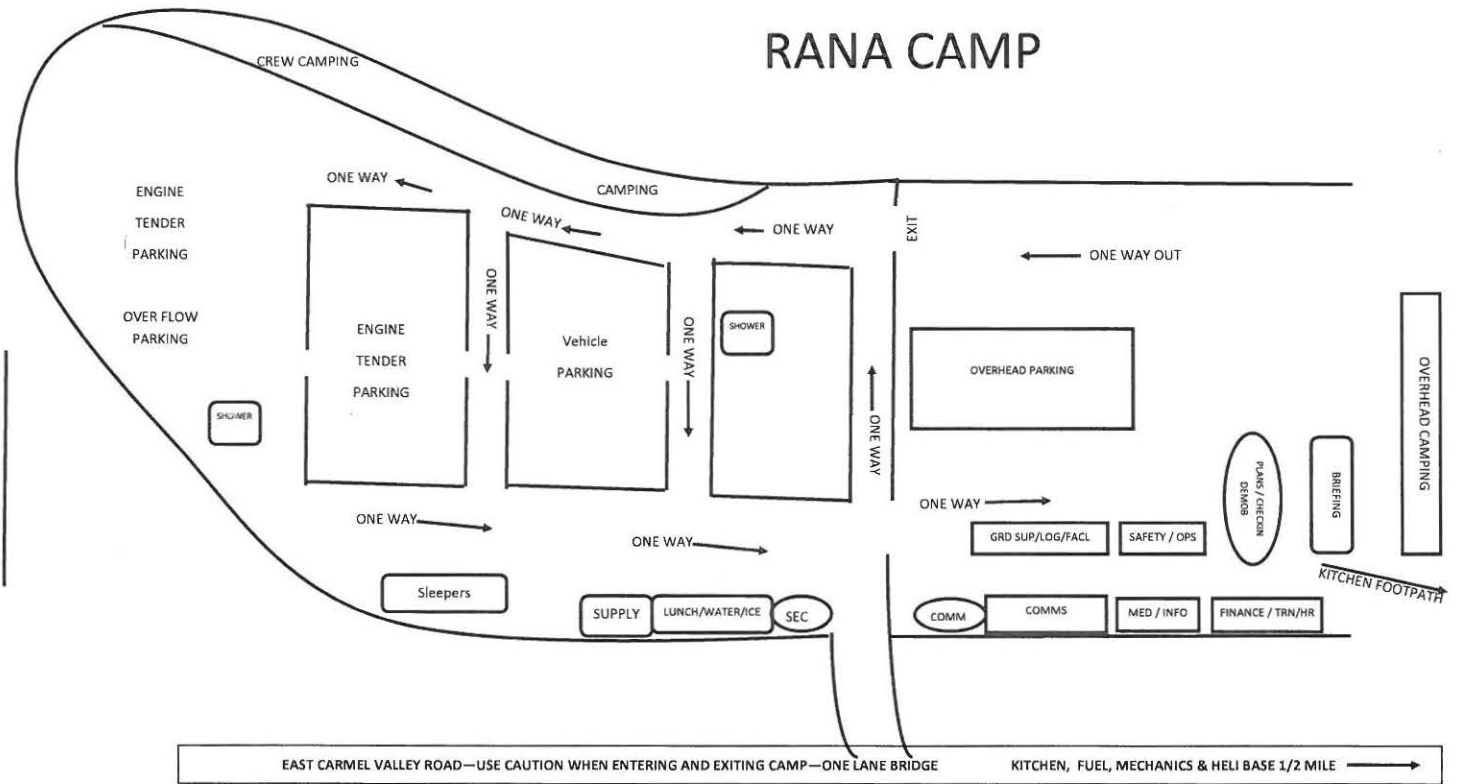 RANA CAMP
CREW CAMPING
CAMPING
ENGINE
TENDER
PARKING
OVER FLOW
PARKING
ONE WAY
ONE WAY
ONE WAY
EXIT
ONE WAY OUT
ENGINE
TENDER
PARKING
ONE WAY
Vehicle
PARKING
ONE WAY
SHOWER
ONE WAY
OVERHEAD PARKING
OVERHEAD CAMPING
SHOWER
PLANS / CHECKIN
DEMOB
BRIEFING
ONE WAY
ONE WAY
ONE WAY
GRD SUP/LOG/FACL
SAFETY / OPS
KITCHEN FOOTPATH
Sleepers
SUPPLY
LUNCH/WATER/ICE
SEC
COMM
COMMS
MED / INFO
FINANCE / TRN/HR
EAST CARMEL VALLEY ROAD—USE CAUTION WHEN ENTERING AND EXITING CAMP—ONE LANE BRIDGE
KITCHEN, FUEL, MECHANICS & HELI BASE 1/2 MILE